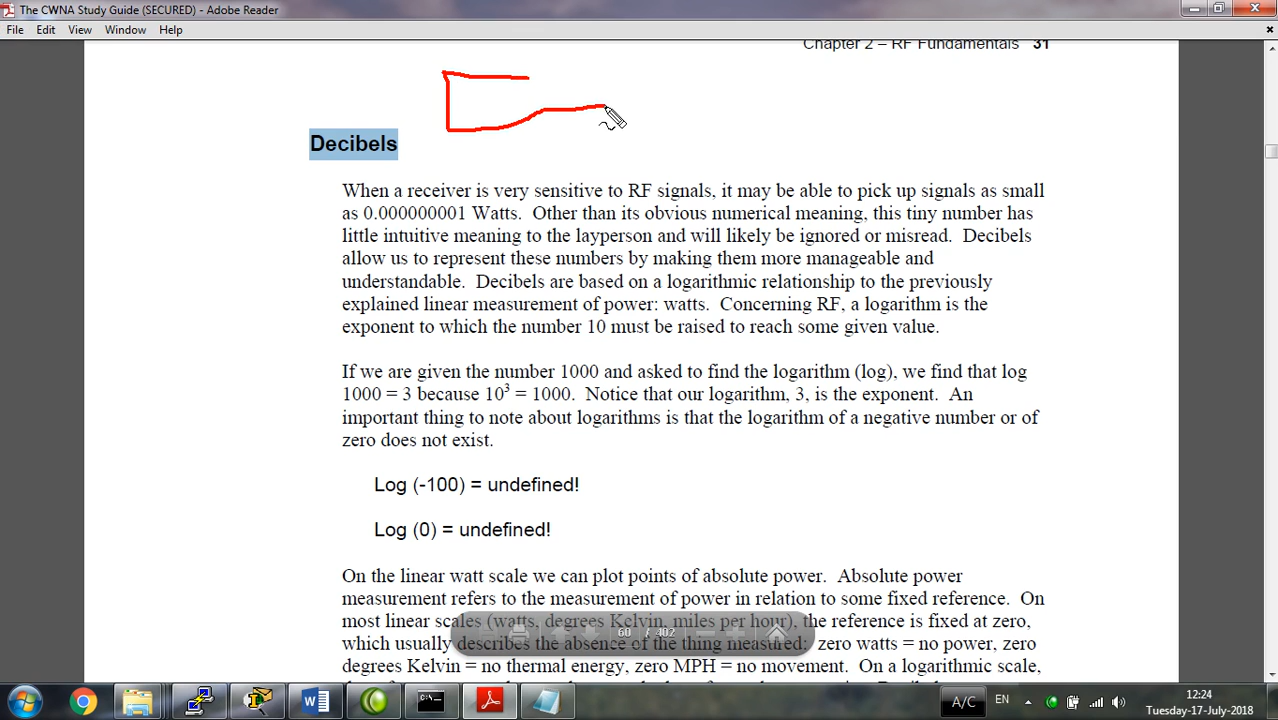 The CWNA Study Guide (SECURED) - Adobe Reader
File Edit View Window Help
Chapter 2 – RF Fundamentals 31
Decibels
When a receiver is very sensitive to RF signals, it may be able to pick up signals as small
as 0.000000001 Watts. Other than its obvious numerical meaning, this tiny number has
little intuitive meaning to the layperson and will likely be ignored or misread. Decibels
allow us to represent these numbers by making them more manageable and
understandable. Decibels are based on a logarithmic relationship to the previously
explained linear measurement of power: watts. Concerning RF, a logarithm is the
exponent to which the number 10 must be raised to reach some given value.
If we are given the number 1000 and asked to find the logarithm (log), we find that log
1000 = 3 because 10³ = 1000. Notice that our logarithm, 3, is the exponent. An
important thing to note about logarithms is that the logarithm of a negative number or of
zero does not exist.
Log (-100) = undefined!
Log (0) = undefined!
On the linear watt scale we can plot points of absolute power. Absolute power
measurement refers to the measurement of power in relation to some fixed reference. On
most linear scales (watts, degrees Kelvin, miles per hour), the reference is fixed at zero,
which usually describes the absence of the thing measured: zero watts = no power, zero
degrees Kelvin = no thermal energy, zero MPH = no movement. On a logarithmic scale,
60 / 402
A/C EN 12:24
Tuesday-17-July-2018